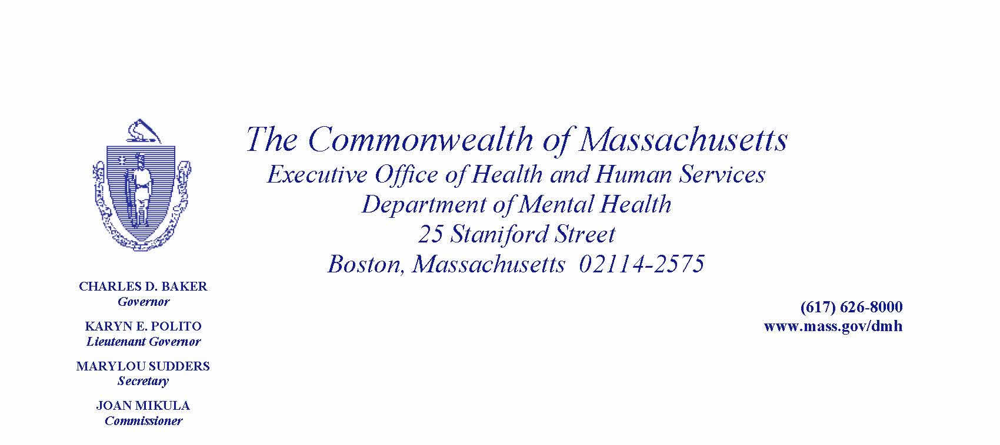 The Commonwealth of Massachusetts
Executive Office of Health and Human Services
Department of Mental Health
25 Staniford Street
Boston, Massachusetts 02114-2575
CHARLES D. BAKER
Governor
KARYN E. POLITO
Lieutenant Governor
MARYLOU SUDDERS
Secretary
JOAN MIKULA
Commissioner
(617) 626-8000
www.mass.gov/dmh